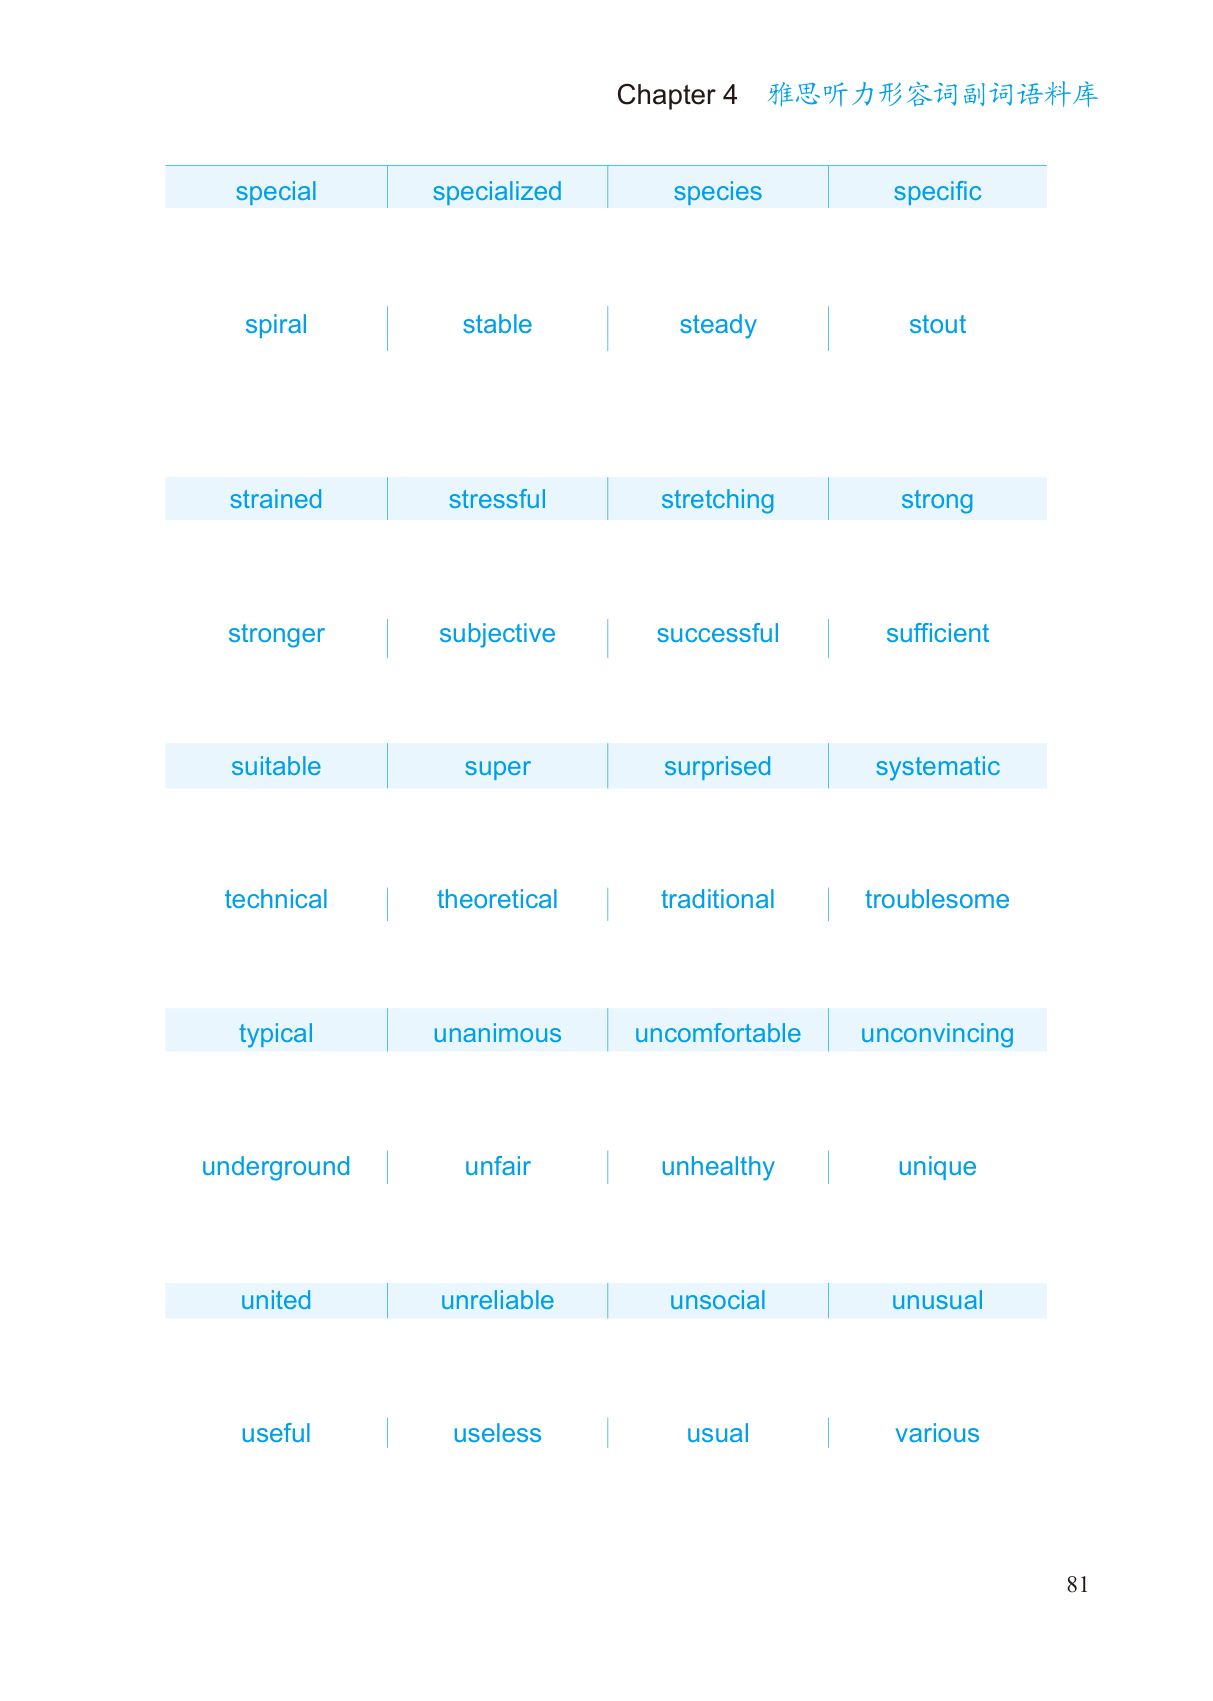 Chapter 4 雅思听力形容词副词语料库
special specialized species specific
spiral stable steady stout
strained stressful stretching strong
stronger subjective successful sufficient
suitable super surprised systematic
technical theoretical traditional troublesome
typical unanimous uncomfortable unconvincing
underground unfair unhealthy unique
united unreliable unsocial unusual
useful useless usual various
81